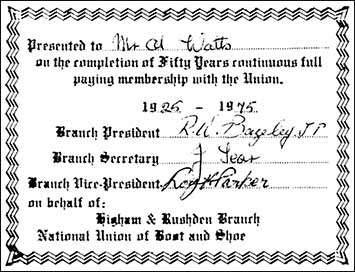 Presented to Mr A Watts
on the completion of Fifty Years continuous full
paying membership with the Union.
1925 - 1975
Branch President R.W. Bazeley. J P
Branch Secretary J Tear
Branch Vice-President Roy H Parker
on behalf of:
Higham & Rushden Branch
National Union of Boot and Shoe